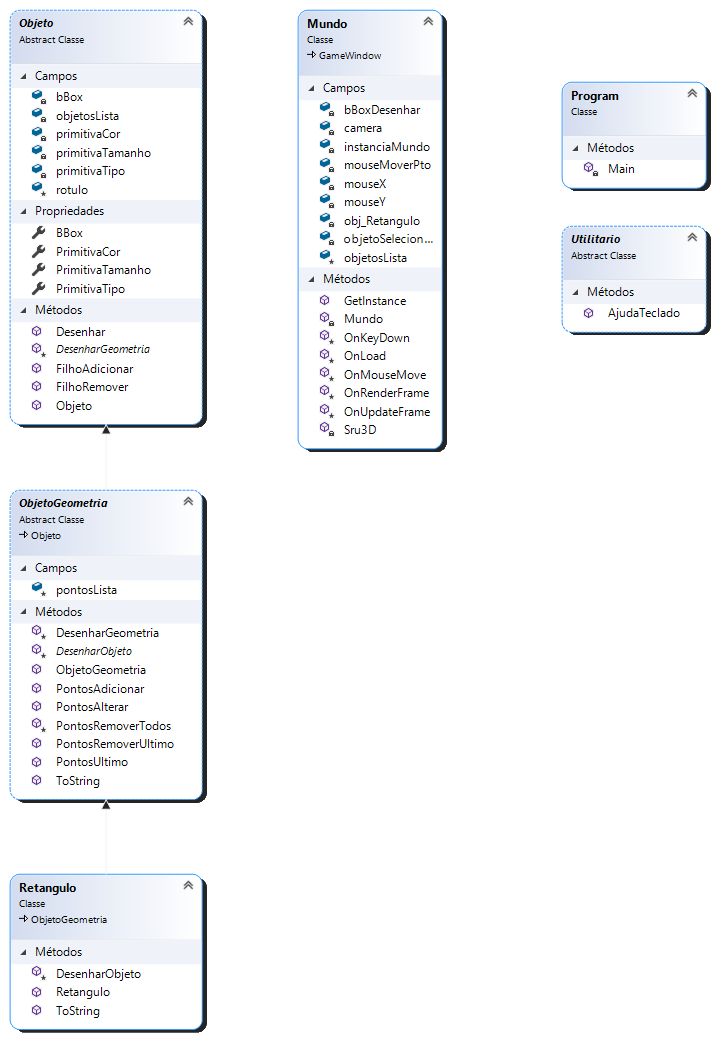 Objeto
Abstract Classe
Campos
bBox
objetosLista
primitivaCor
primitivaTamanho
primitivaTipo
rotulo
Propriedades
BBox
PrimitivaCor
PrimitivaTamanho
PrimitivaTipo
Métodos
Desenhar
DesenharGeometria
FilhoAdicionar
FilhoRemover
Objeto
ObjetoGeometria
Abstract Classe
Objeto
Campos
pontosLista
Métodos
DesenharGeometria
DesenharObjeto
ObjetoGeometria
PontosAdicionar
PontosAlterar
PontosRemoverTodos
PontosRemoverUltimo
PontosUltimo
ToString
Retangulo
Classe
ObjetoGeometria
Métodos
DesenharObjeto
Retangulo
ToString
Mundo
Classe
GameWindow
Campos
bBoxDesenhar
camera
instanciaMundo
mouseMoverPto
mouseX
mouseY
obj_Retangulo
objetoSelecion...
objetosLista
Métodos
GetInstance
Mundo
OnKeyDown
OnLoad
OnMouseMove
OnRenderFrame
OnUpdateFrame
Sru3D
Program
Classe
Métodos
Main
Utilitario
Abstract Classe
Métodos
AjudaTeclado